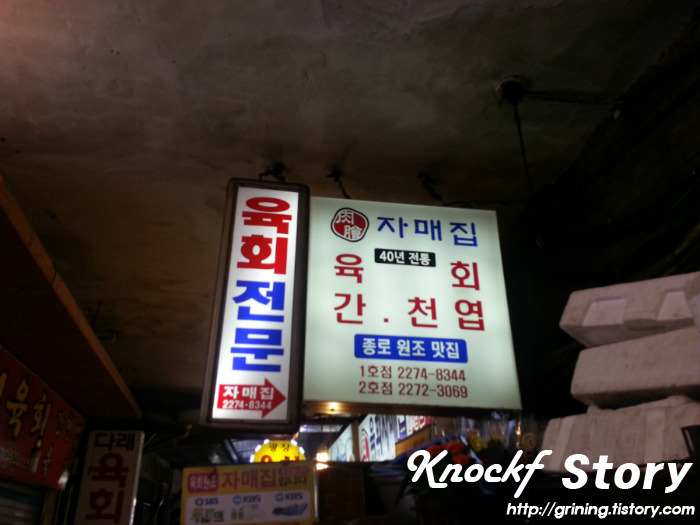 육회전문
자매집
2274-8344
肉膾
자매집
40년 전통
육 회
간 . 천엽
종로 원조 맛집
1호점 2274-8344
2호점 2272-3069
다래
육회
육회
자매집
SBS
KBS
KBS
Knockf Story
http://grining.tistory.com